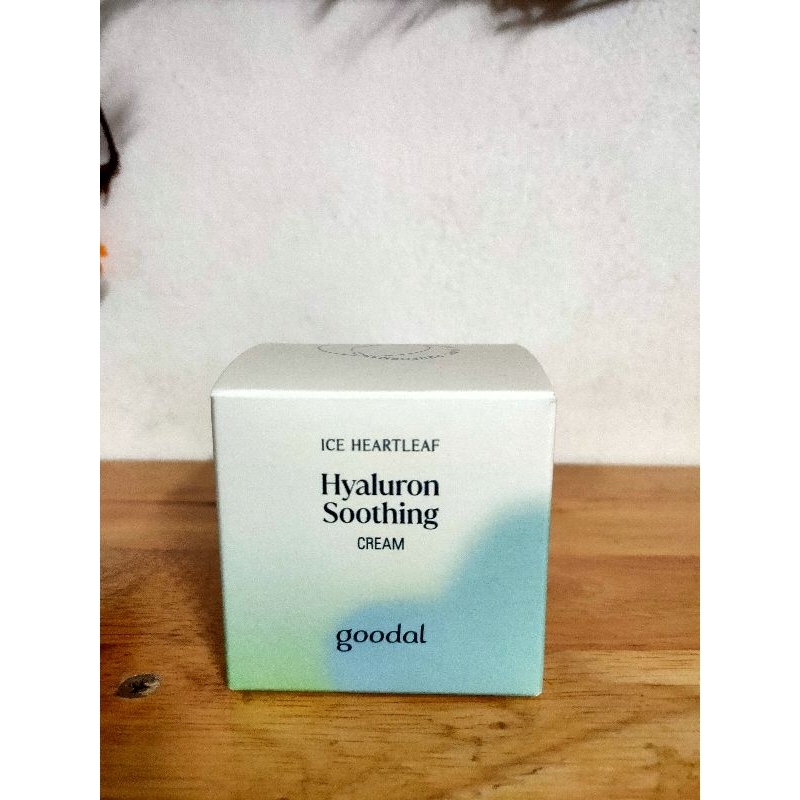 ICE HEARTLEAF
Hyaluron
Soothing
CREAM
goodal